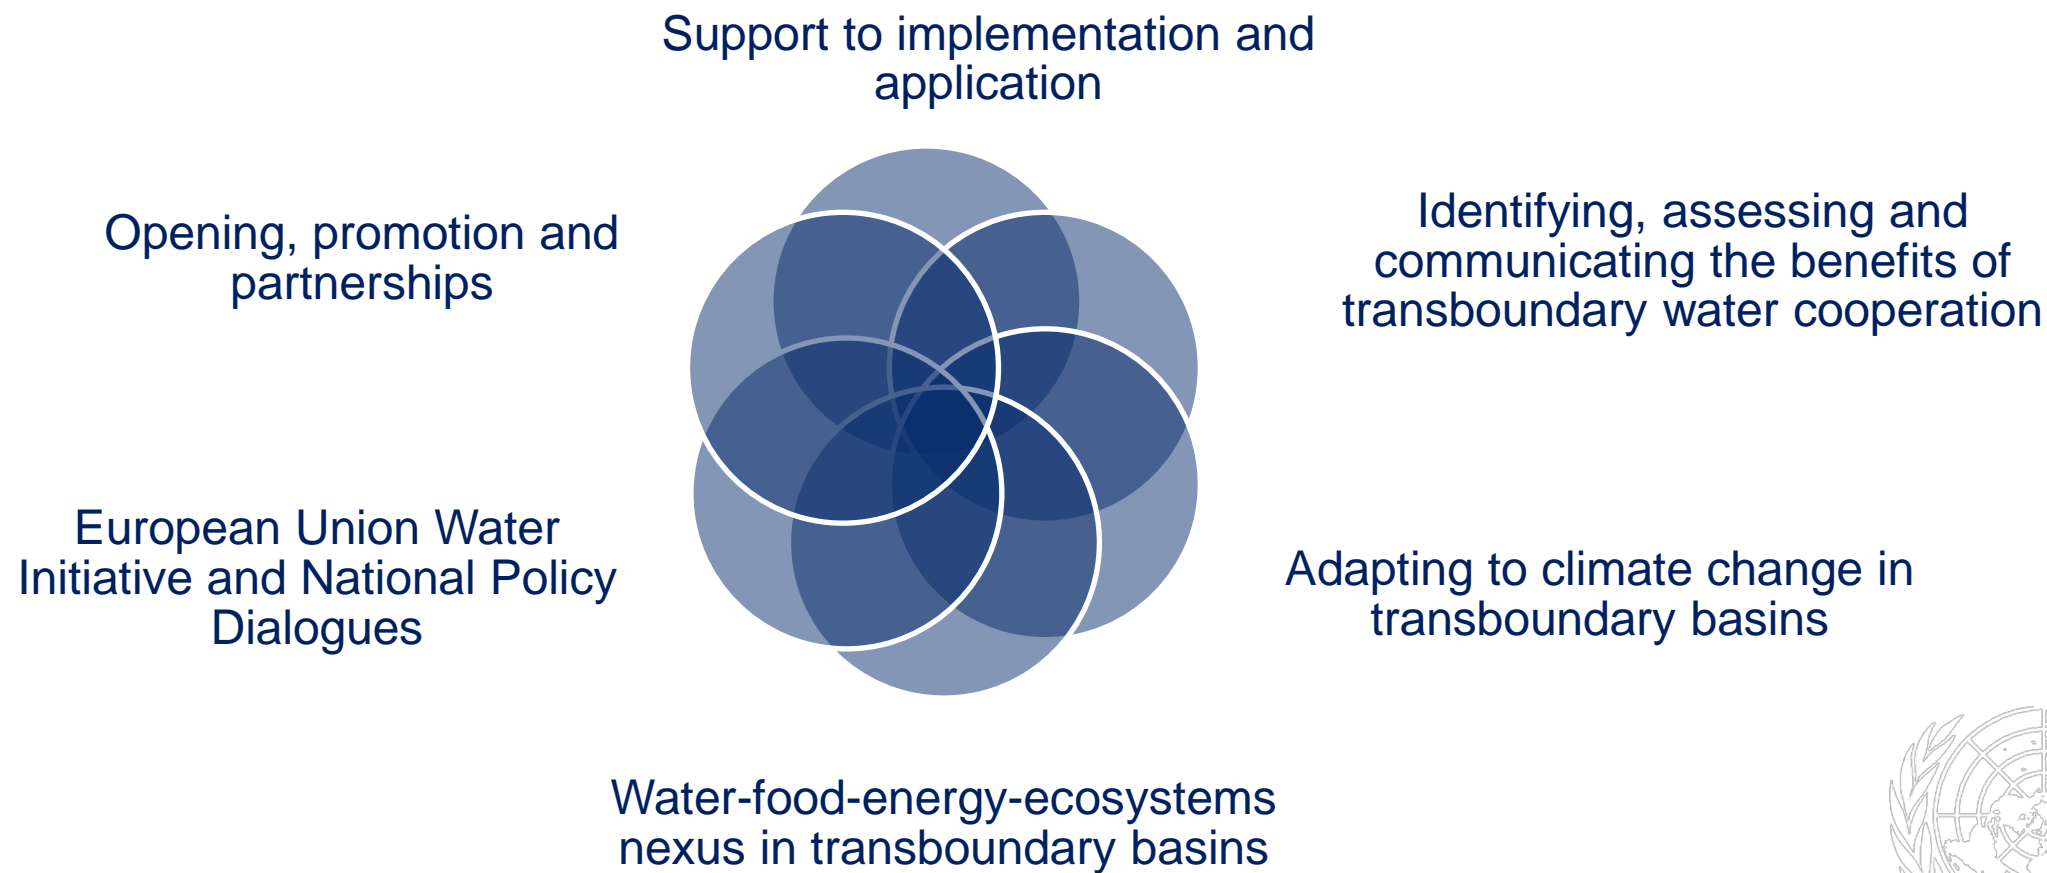 Support to implementation and
application
Opening, promotion and
partnerships
Identifying, assessing and
communicating the benefits of
transboundary water cooperation
European Union Water
Initiative and National Policy
Dialogues
Adapting to climate change in
transboundary basins
Water-food-energy-ecosystems
nexus in transboundary basins